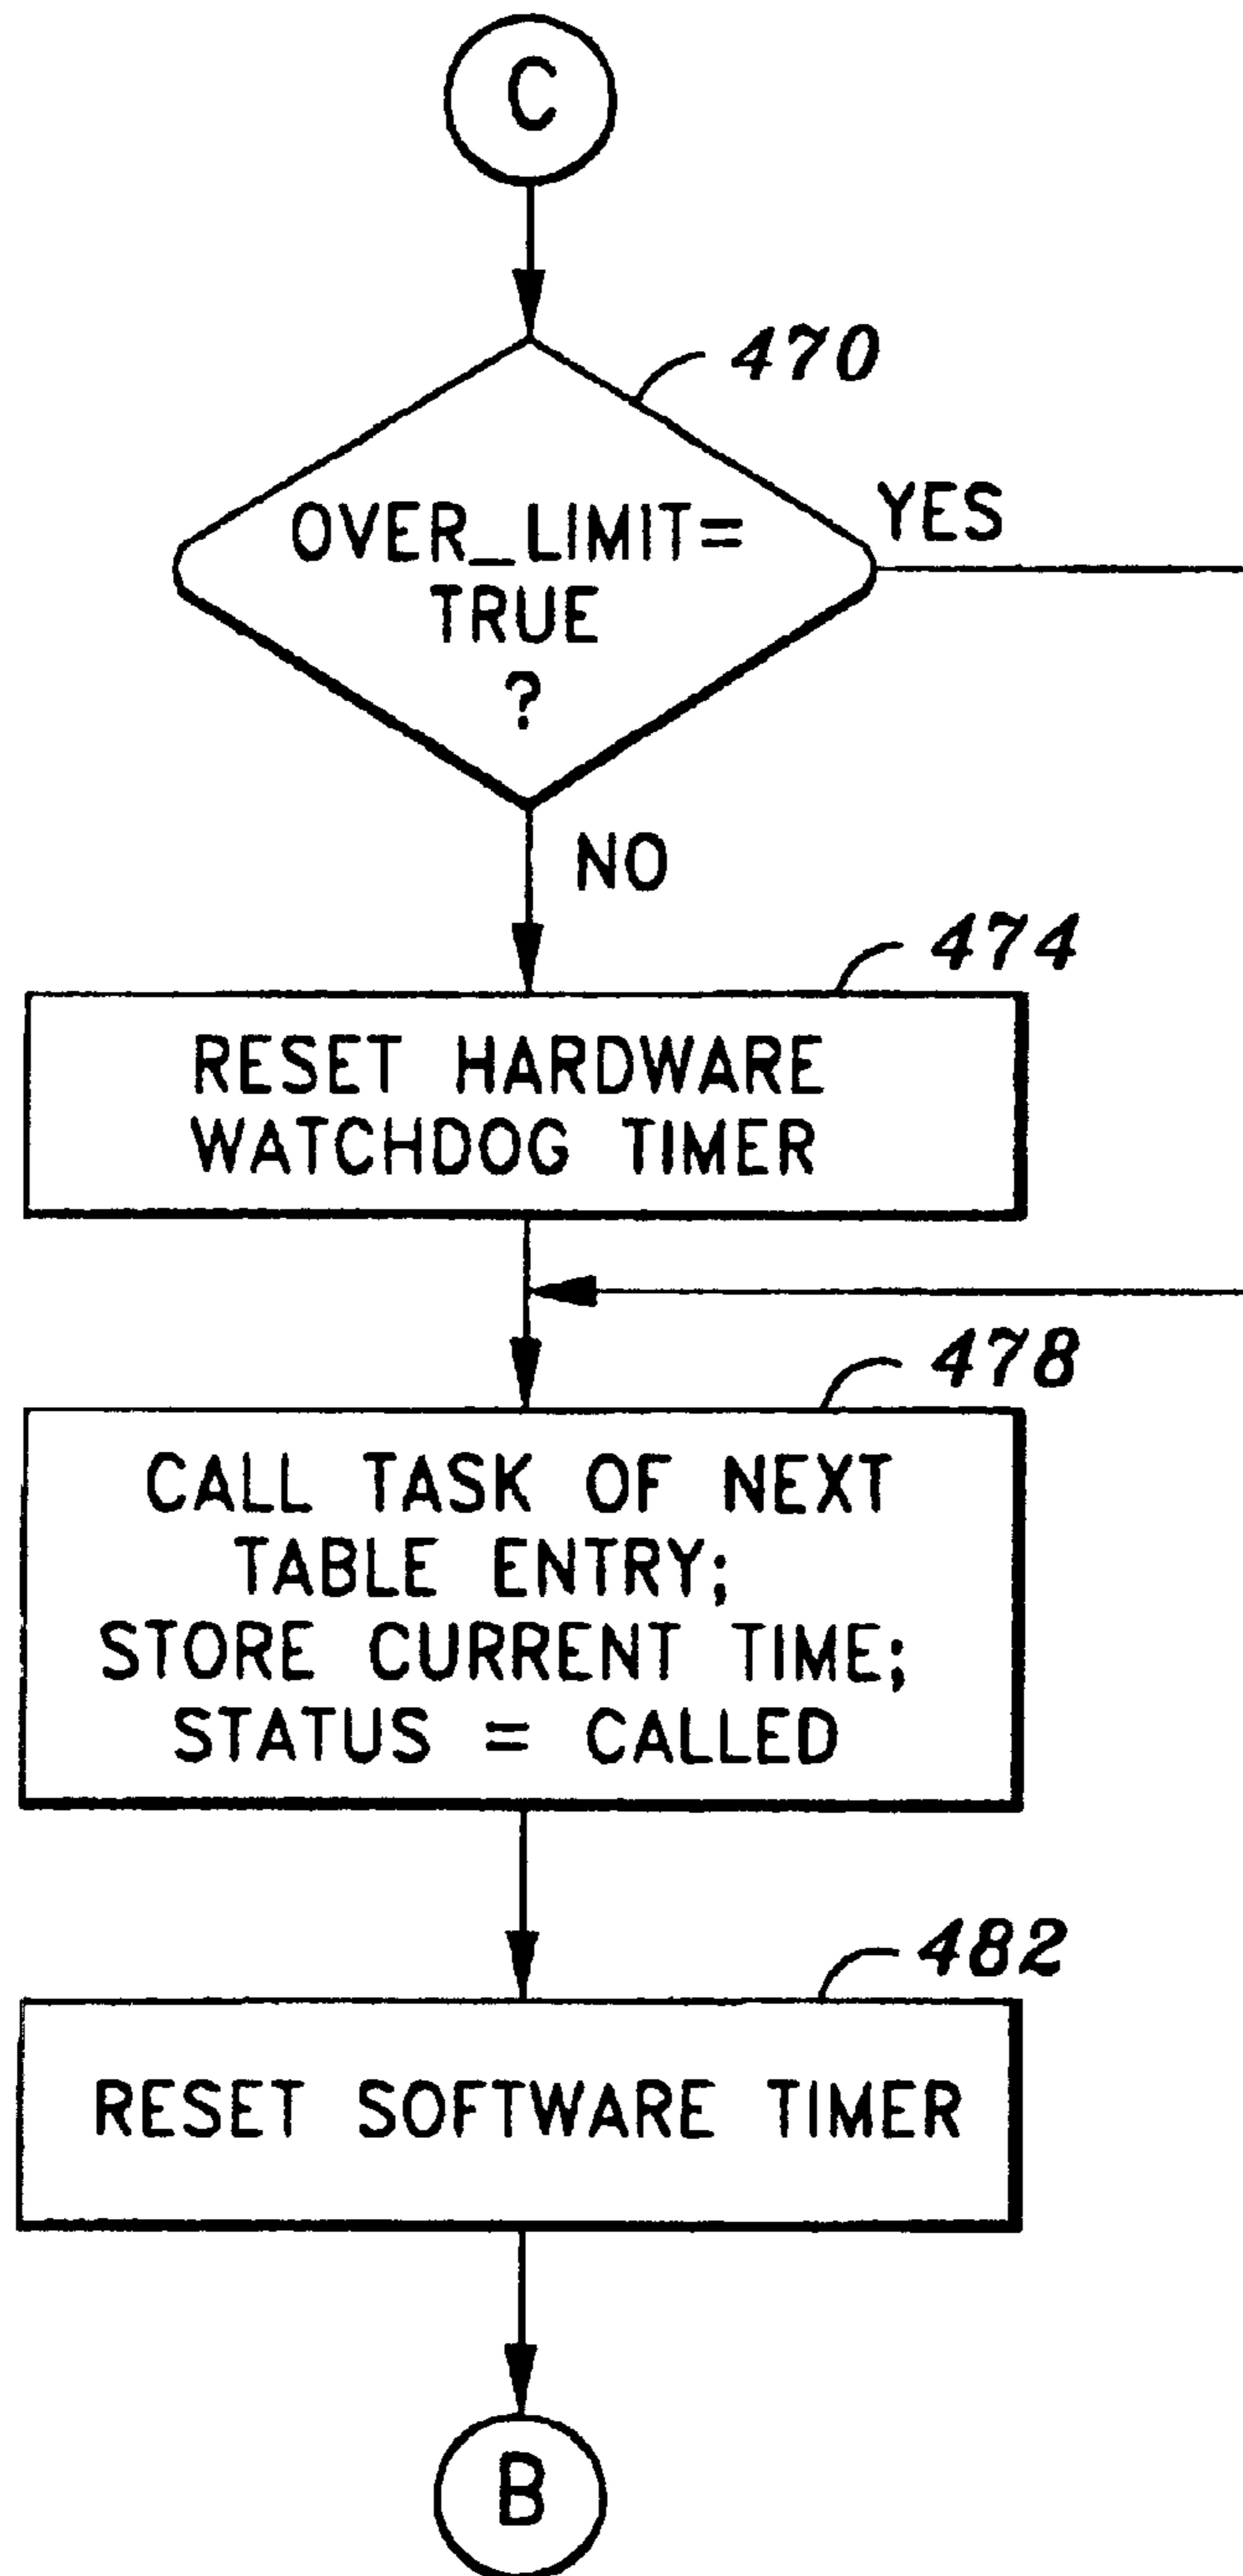 C
470
OVER_LIMIT=
TRUE
?
YES
NO
474
RESET HARDWARE
WATCHDOG TIMER
478
CALL TASK OF NEXT
TABLE ENTRY;
STORE CURRENT TIME;
STATUS = CALLED
482
RESET SOFTWARE TIMER
B